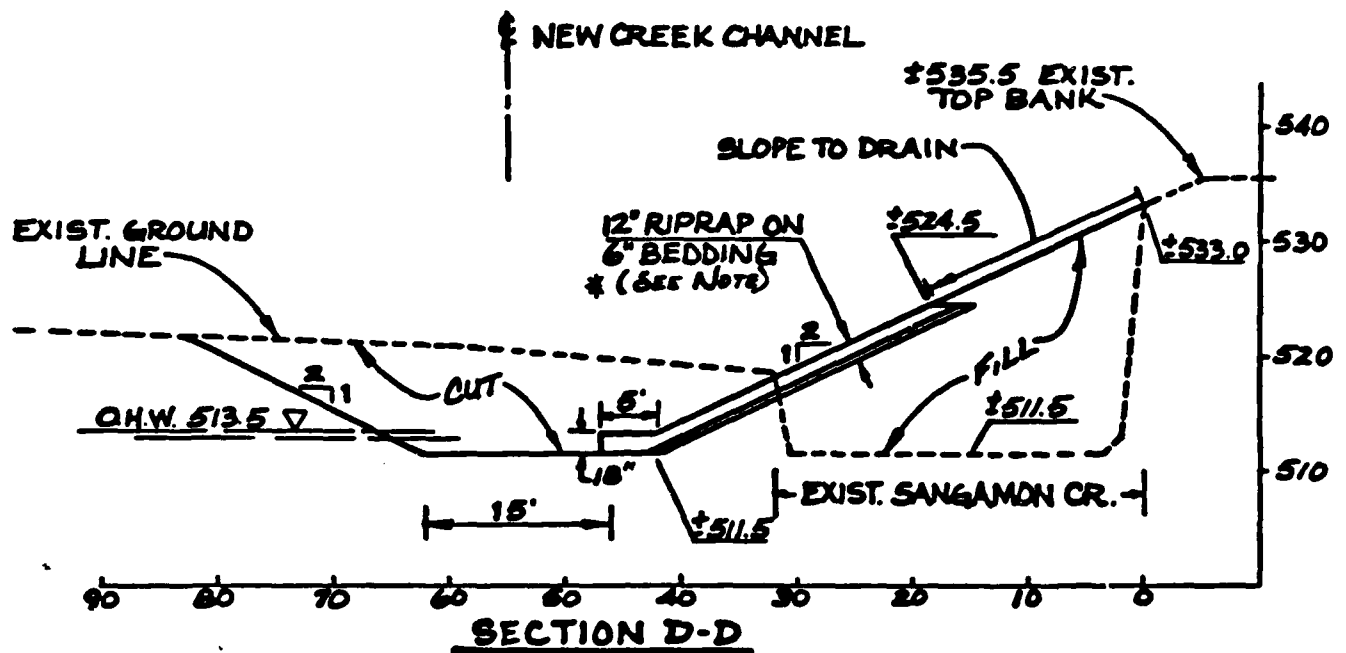 ℄ NEW CREEK CHANNEL
±535.5 EXIST.
TOP BANK
540
SLOPE TO DRAIN
EXIST. GROUND
LINE
12" RIPRAP ON
6" BEDDING
* (SEE NOTE)
±524.5
530
±533.0
2
1
2
1
CUT
FILL
520
5'
O.H.W. 513.5
±511.5
18"
510
EXIST. SANGAMON CR.
15'
±511.5
90 80 70 60 50 40 30 20 10 0
SECTION D-D